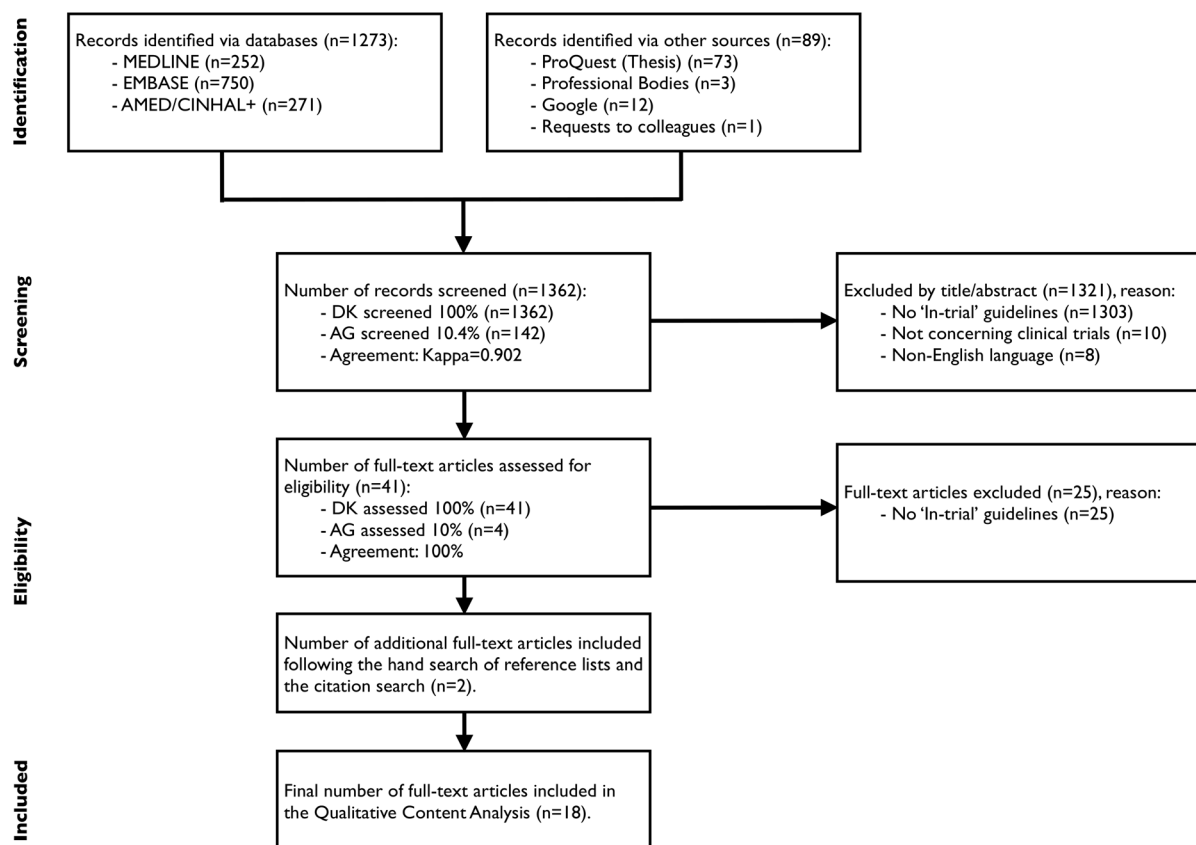 Identification
Records identified via databases (n=1273):
- MEDLINE (n=252)
- EMBASE (n=750)
- AMED/CINHAL+ (n=271)
Records identified via other sources (n=89):
- ProQuest (Thesis) (n=73)
- Professional Bodies (n=3)
- Google (n=12)
- Requests to colleagues (n=1)
Screening
Number of records screened (n=1362):
- DK screened 100% (n=1362)
- AG screened 10.4% (n=142)
- Agreement: Kappa=0.902
Excluded by title/abstract (n=1321), reason:
- No ‘In-trial’ guidelines (n=1303)
- Not concerning clinical trials (n=10)
- Non-English language (n=8)
Eligibility
Number of full-text articles assessed for
eligibility (n=41):
- DK assessed 100% (n=41)
- AG assessed 10% (n=4)
- Agreement: 100%
Full-text articles excluded (n=25), reason:
- No ‘In-trial’ guidelines (n=25)
Number of additional full-text articles included
following the hand search of reference lists and
the citation search (n=2).
Included
Final number of full-text articles included in
the Qualitative Content Analysis (n=18).